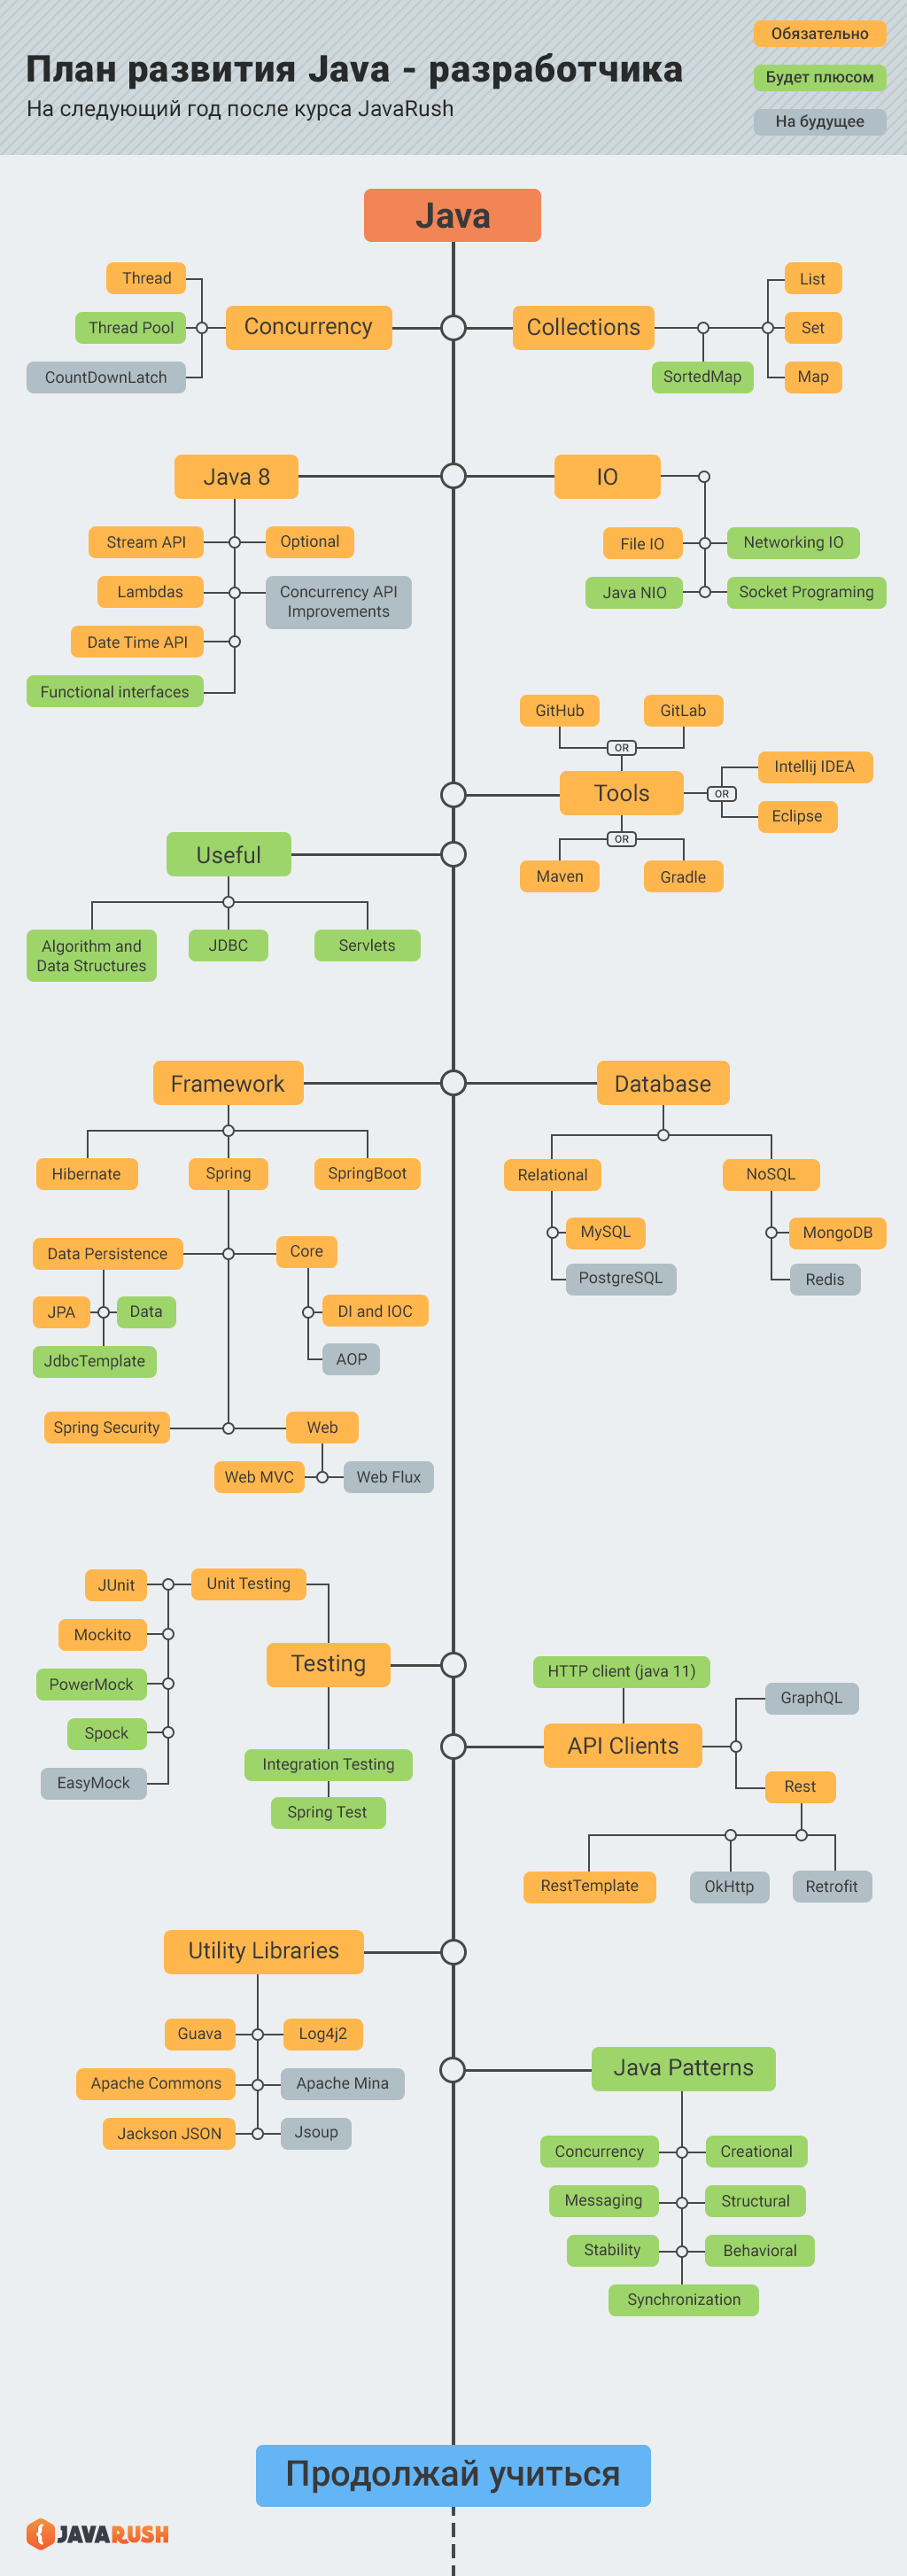 План развития Java - разработчика
На следующий год после курса JavaRush
Обязательно
Будет плюсом
На будущее
Java
Concurrency
Thread
Thread Pool
CountDownLatch
Collections
SortedMap
List
Set
Map
Java 8
Stream API
Optional
Lambdas
Concurrency API
Improvements
Date Time API
Functional interfaces
IO
File IO
Networking IO
Java NIO
Socket Programing
GitHub
OR
GitLab
Tools
OR
Intellij IDEA
Eclipse
OR
Maven
Gradle
Useful
Algorithm and
Data Structures
JDBC
Servlets
Framework
Hibernate
Spring
SpringBoot
Data Persistence
Core
JPA
Data
JdbcTemplate
DI and IOC
AOP
Spring Security
Web
Web MVC
Web Flux
Database
Relational
NoSQL
MySQL
PostgreSQL
MongoDB
Redis
JUnit
Unit Testing
Mockito
PowerMock
Spock
EasyMock
Testing
Integration Testing
Spring Test
HTTP client (java 11)
API Clients
GraphQL
Rest
RestTemplate
OkHttp
Retrofit
Utility Libraries
Guava
Log4j2
Apache Commons
Apache Mina
Jackson JSON
Jsoup
Java Patterns
Concurrency
Creational
Messaging
Structural
Stability
Behavioral
Synchronization
Продолжай учиться
JAVARUSH